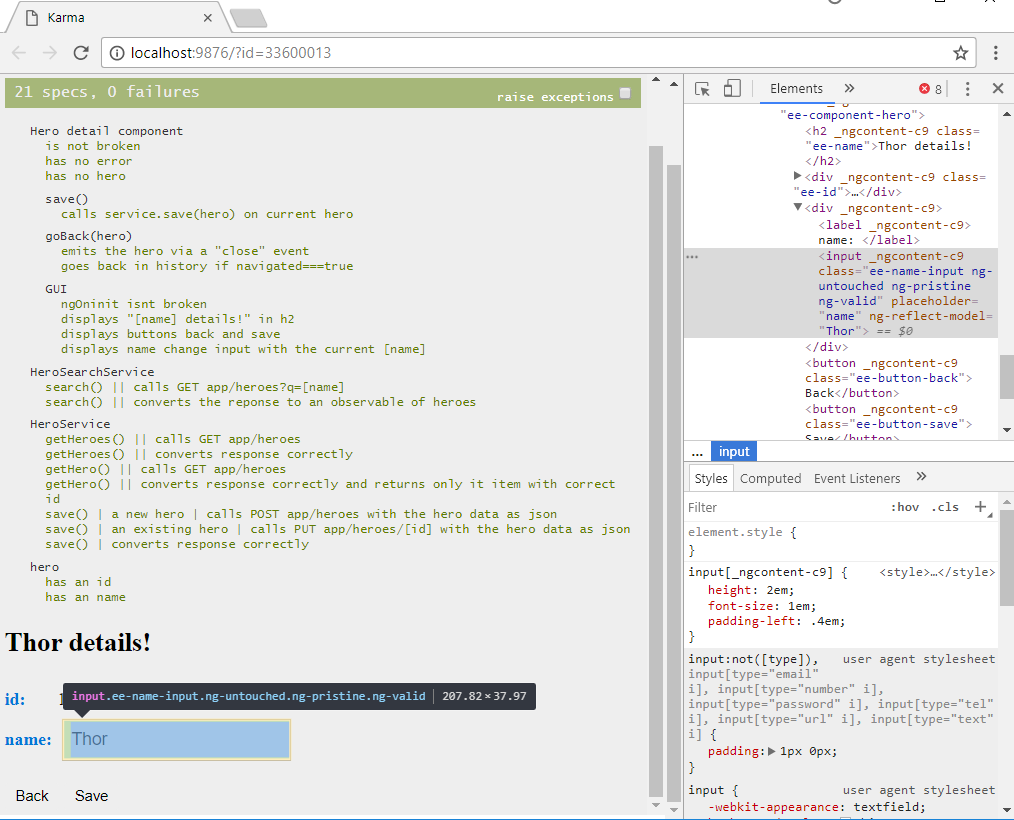 Karma
localhost:9876/?id=33600013
21 specs, 0 failures
raise exceptions
Hero detail component
is not broken
has no error
has no hero
save()
calls service.save(hero) on current hero
goBack(hero)
emits the hero via a "close" event
goes back in history if navigated===true
GUI
ngOninit isnt broken
displays "[name] details!" in h2
displays buttons back and save
displays name change input with the current [name]
HeroSearchService
search() || calls GET app/heroes?q=[name]
search() || converts the reponse to an observable of heroes
HeroService
getHeroes() || calls GET app/heroes
getHeroes() || converts response correctly
getHero() || calls GET app/heroes
getHero() || converts response correctly and returns only it item with correct
id
save() | a new hero | calls POST app/heroes with the hero data as json
save() | an existing hero | calls PUT app/heroes/[id] with the hero data as json
save() | converts response correctly
hero
has an id
has an name
Thor details!
id:
input.ee-name-input.ng-untouched.ng-pristine.ng-valid | 207.82×37.97
name:
Thor
Back Save
Elements » 8
"ee-component-hero">
<h2 _ngcontent-c9 class=
"ee-name">Thor details!
</h2>
<div _ngcontent-c9 class=
"ee-id">…</div>
<div _ngcontent-c9>
<label _ngcontent-c9>
name: </label>
<input _ngcontent-c9
class="ee-name-input ng-
untouched ng-pristine
ng-valid" placeholder=
"name" ng-reflect-model=
"Thor"> == $0
</div>
<button _ngcontent-c9
class="ee-button-back">
Back</button>
<button _ngcontent-c9
class="ee-button-save">
Save</button>
... input
Styles Computed Event Listeners »
Filter :hov .cls +
element.style {
}
input[_ngcontent-c9] { <style>…</style>
height: 2em;
font-size: 1em;
padding-left: .4em;
}
input:not([type]), user agent stylesheet
input[type="email"
i], input[type="number" i],
input[type="password" i], input[type="tel"
i], input[type="url" i], input[type="text"
i] {
padding: 1px 0px;
}
input { user agent stylesheet
-webkit-appearance: textfield;